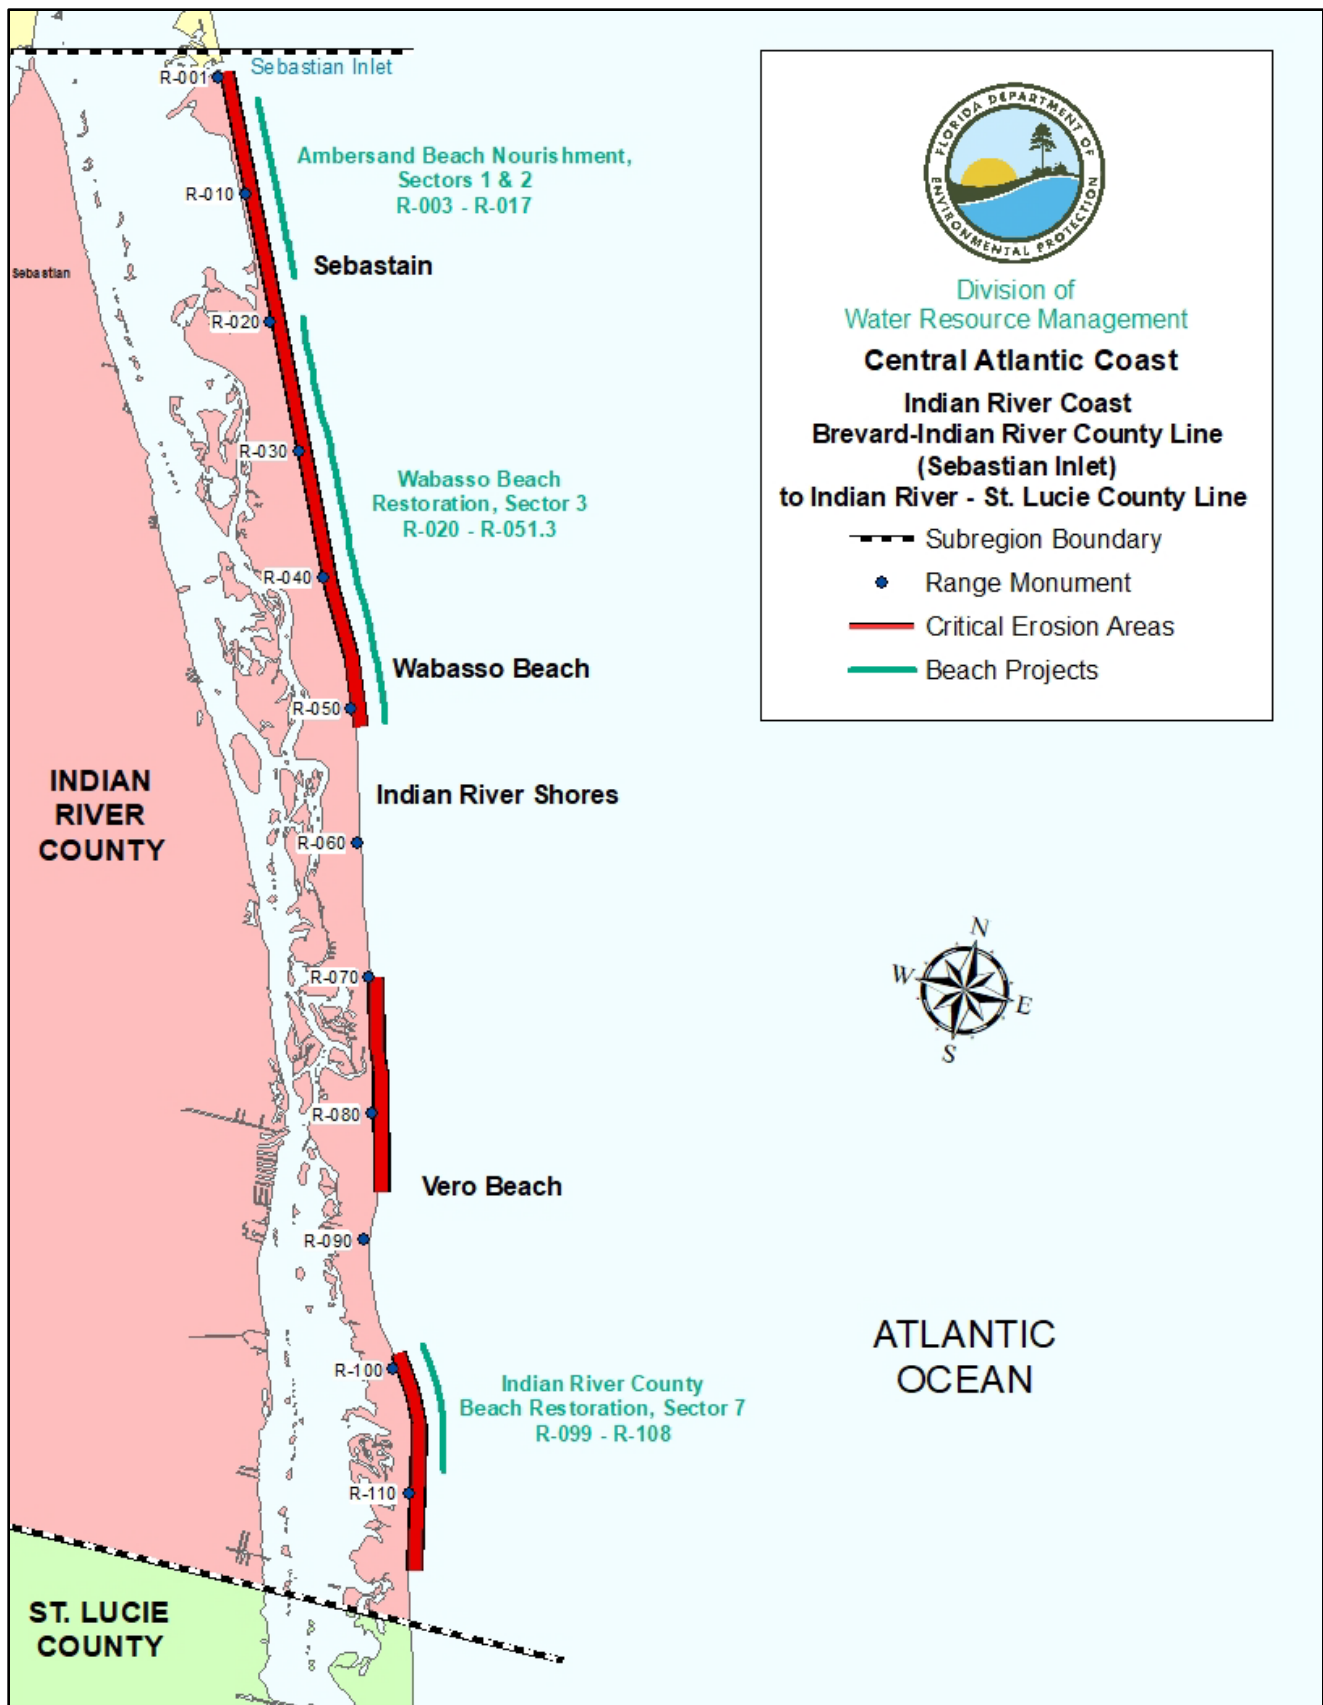 Sebastian Inlet
R-001
Ambersand Beach Nourishment,
Sectors 1 & 2
R-003 - R-017
R-010
Sebastain
Sebastian
R-020
R-030
Wabasso Beach
Restoration, Sector 3
R-020 - R-051.3
R-040
Wabasso Beach
R-050
INDIAN
RIVER
COUNTY
Indian River Shores
R-060
R-070
R-080
Vero Beach
R-090
R-100
Indian River County
Beach Restoration, Sector 7
R-099 - R-108
R-110
ST. LUCIE
COUNTY
ATLANTIC
OCEAN
N
W
E
S
FLORIDA DEPARTMENT OF
ENVIRONMENTAL PROTECTION
Division of
Water Resource Management
Central Atlantic Coast
Indian River Coast
Brevard-Indian River County Line
(Sebastian Inlet)
to Indian River - St. Lucie County Line
Subregion Boundary
Range Monument
Critical Erosion Areas
Beach Projects